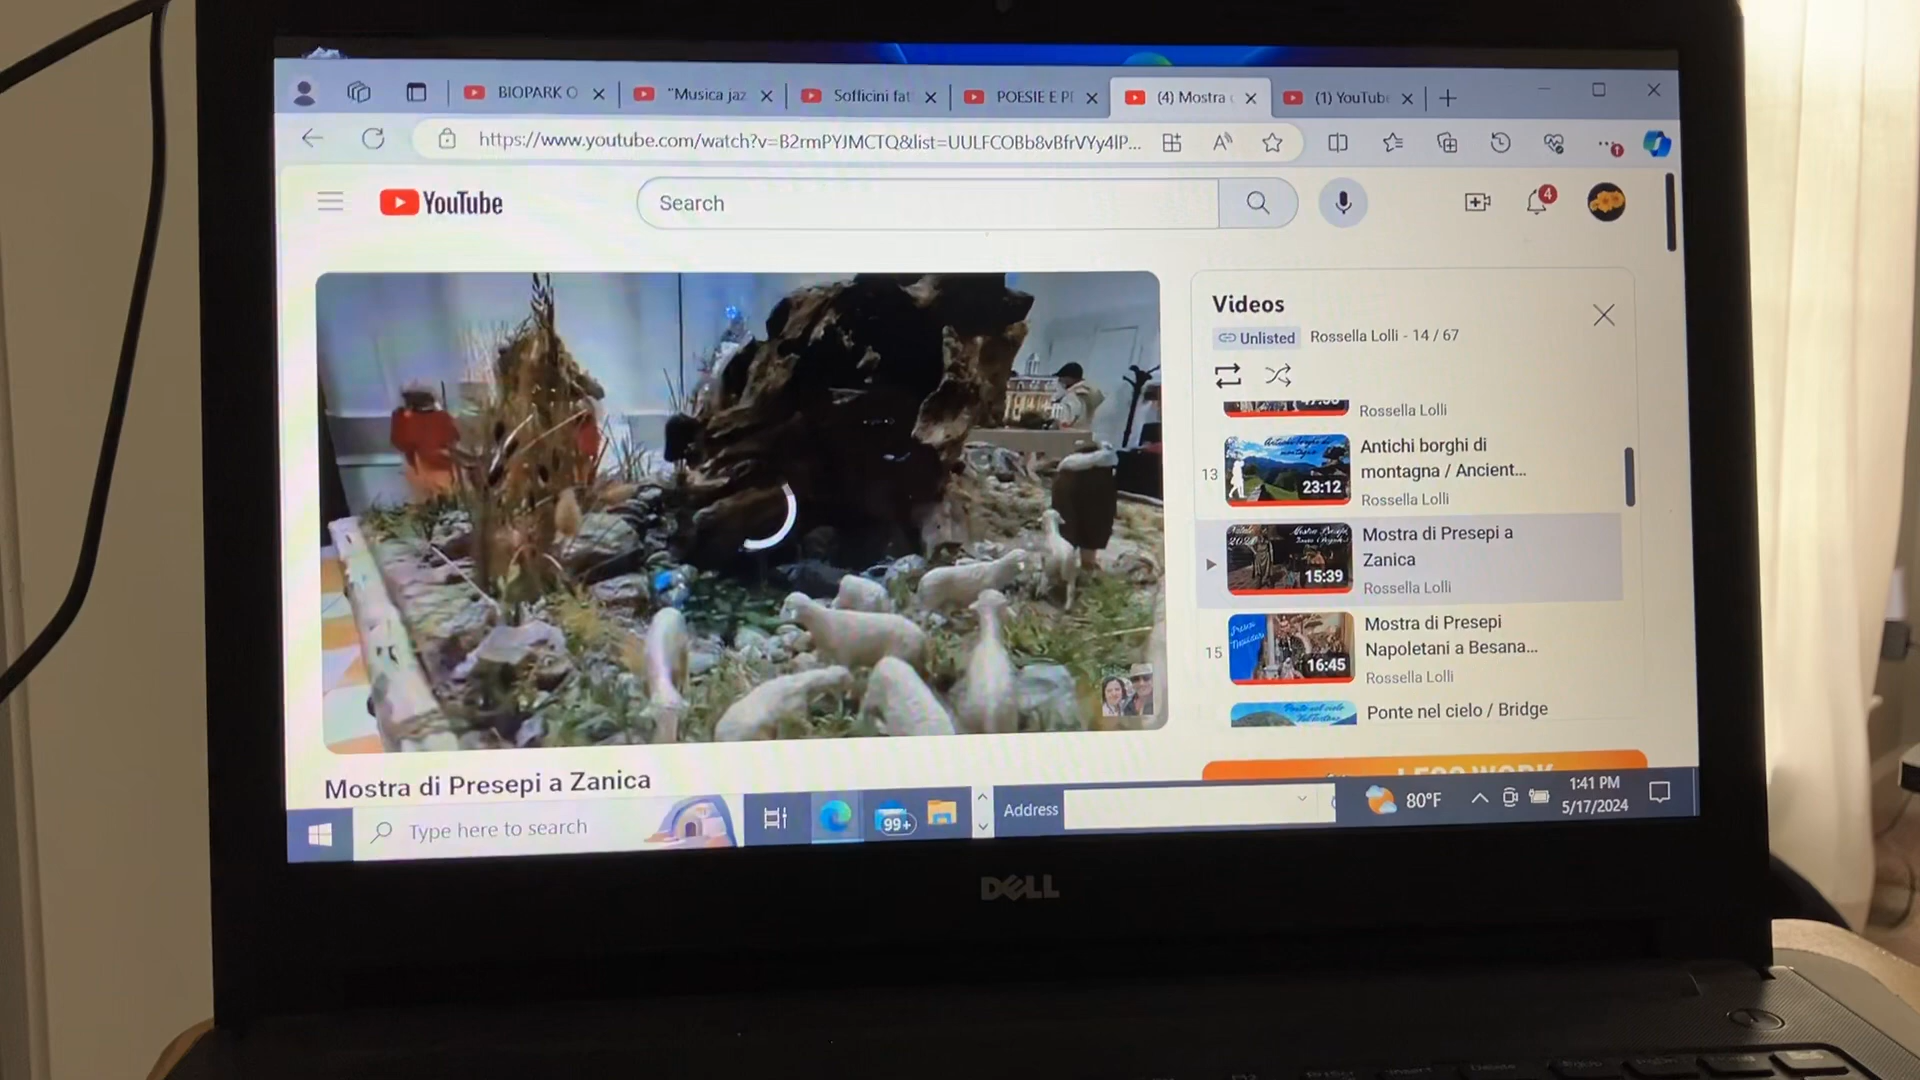 BIOPARK O
"Musica jaz
Sofficini fat
POESIE E PI
(4) Mostra
(1) YouTube
https://www.youtube.com/watch?v=B2rmPYJMCTQ&list=UULFCOBb8vBfrVYy4lP...
YouTube
Search
4
Videos
Unlisted
Rossella Lolli - 14 / 67
Rossella Lolli
13
23:12
Antichi borghi di
montagna / Ancient...
Rossella Lolli
15:39
Mostra di Presepi a
Zanica
Rossella Lolli
15
16:45
Mostra di Presepi
Napoletani a Besana...
Rossella Lolli
Ponte nel cielo / Bridge
Mostra di Presepi a Zanica
Type here to search
99+
Address
80°F
1:41 PM
5/17/2024
DELL